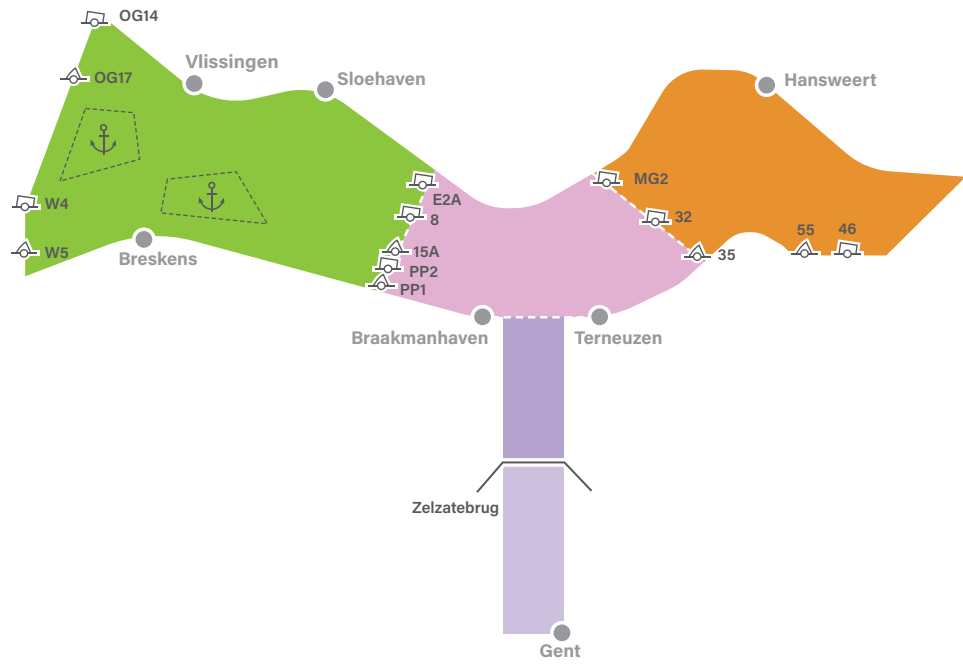 OG14
Vlissingen
Sloehaven
OG17
Hansweert
MG2
E2A
W4
8
32
55
46
W5
Breskens
15A
35
PP2
PP1
Braakmanhaven
Terneuzen
Zelzatebrug
Gent